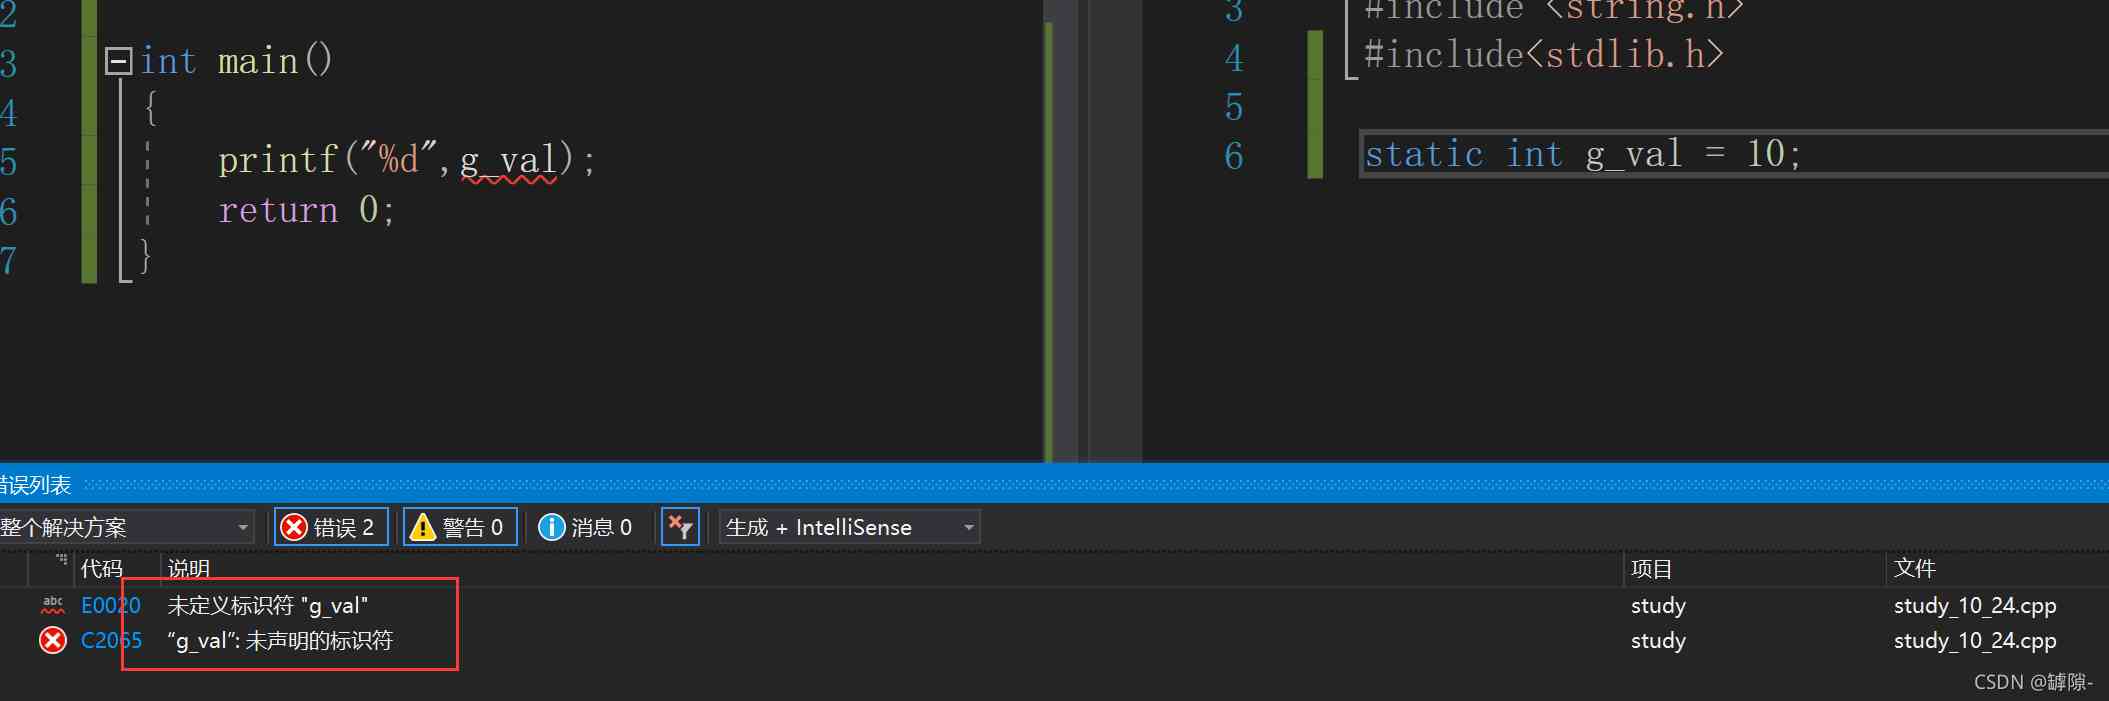 2
3 int main()
4 {
5 printf("%d",g_val);
6 return 0;
7 }
3 #include <string.h>
4 #include<stdlib.h>
5
6 static int g_val = 10;
错误列表
整个解决方案 错误 2 警告 0 消息 0 生成 + IntelliSense
代码 说明 项目 文件
abc E0020 未定义标识符 "g_val" study study_10_24.cpp
C2065 “g_val”: 未声明的标识符 study study_10_24.cpp
CSDN @罅隙-